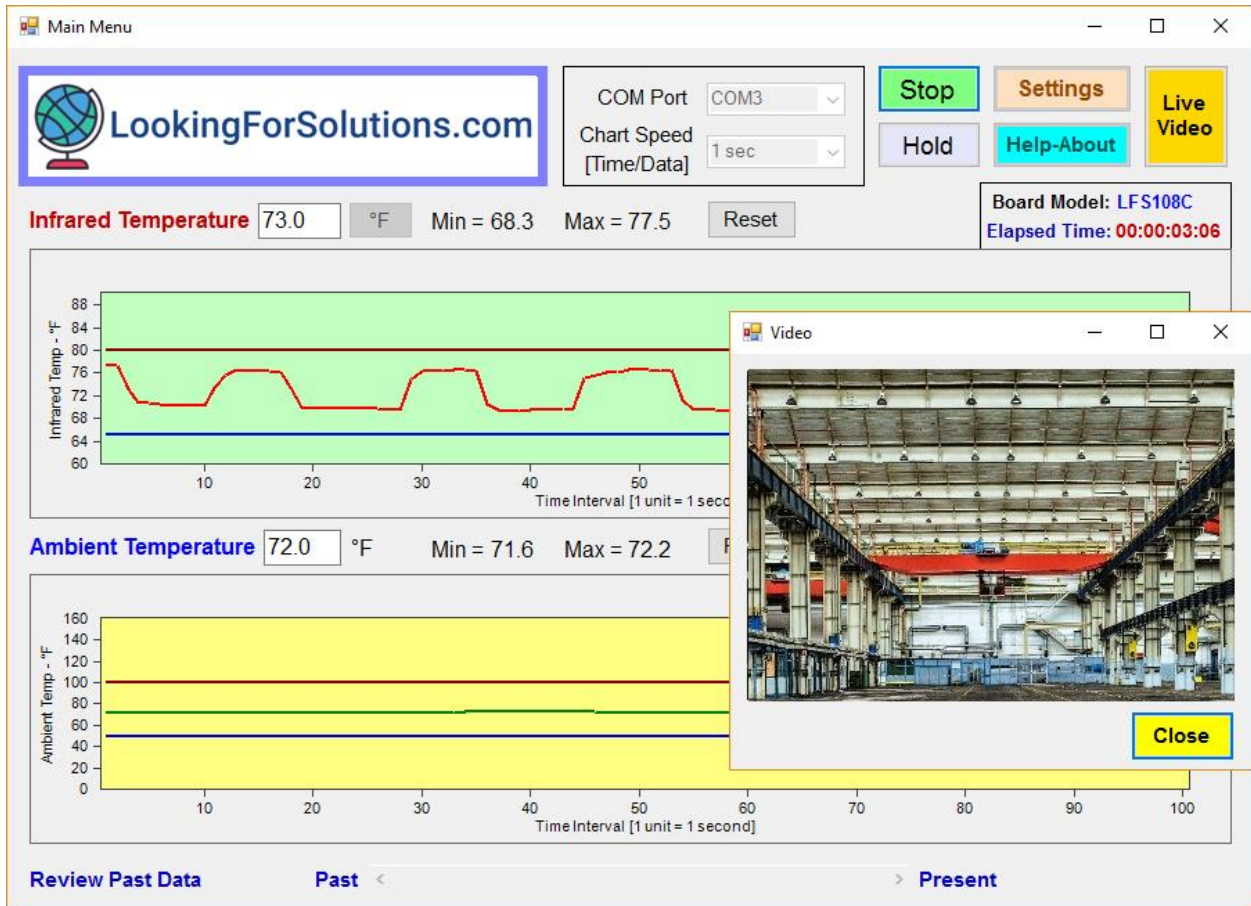 Main Menu
LookingForSolutions.com
COM Port COM3
Chart Speed
[Time/Data]
1 sec
Stop
Settings
Live
Video
Hold
Help-About
Board Model: LFS108C
Elapsed Time: 00:00:03:06
Infrared Temperature 73.0 °F Min = 68.3 Max = 77.5 Reset
Infrared Temp - °F
88
84
80
76
72
68
64
60
10 20 30 40 50
Time Interval [1 unit = 1 seco
Video
Close
Ambient Temperature 72.0 °F Min = 71.6 Max = 72.2
Ambient Temp - °F
160
140
120
100
80
60
40
20
0
10 20 30 40 50 60 70 80 90 100
Time Interval [1 unit = 1 second]
Review Past Data Past < > Present